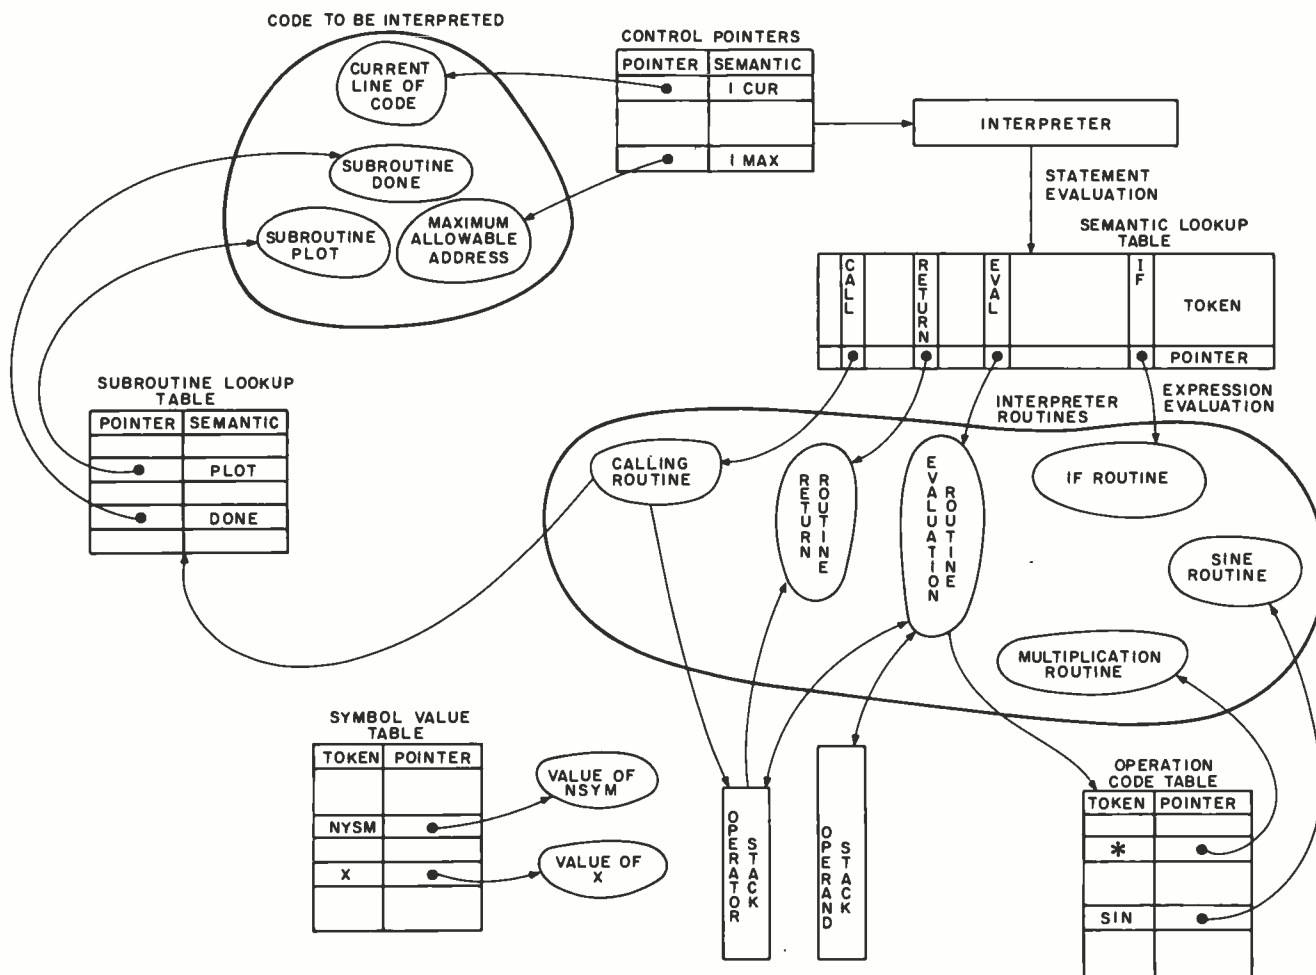 CODE TO BE INTERPRETED
CURRENT
LINE OF
CODE
SUBROUTINE
DONE
SUBROUTINE
PLOT
MAXIMUM
ALLOWABLE
ADDRESS
CONTROL POINTERS
POINTER SEMANTIC
I CUR
I MAX
INTERPRETER
STATEMENT
EVALUATION
SEMANTIC LOOKUP
TABLE
CALL
RETURN
EVAL
IF
TOKEN
POINTER
SUBROUTINE LOOKUP
TABLE
POINTER SEMANTIC
PLOT
DONE
INTERPRETER
ROUTINES
EXPRESSION
EVALUATION
CALLING
ROUTINE
RETURN
ROUTINE
EVALUATION
ROUTINE
IF ROUTINE
SINE
ROUTINE
MULTIPLICATION
ROUTINE
SYMBOL VALUE
TABLE
TOKEN POINTER
NYSM
X
VALUE OF
NSYM
VALUE OF
X
OPERATOR
STACK
OPERAND
STACK
OPERATION
CODE TABLE
TOKEN POINTER
*
SIN